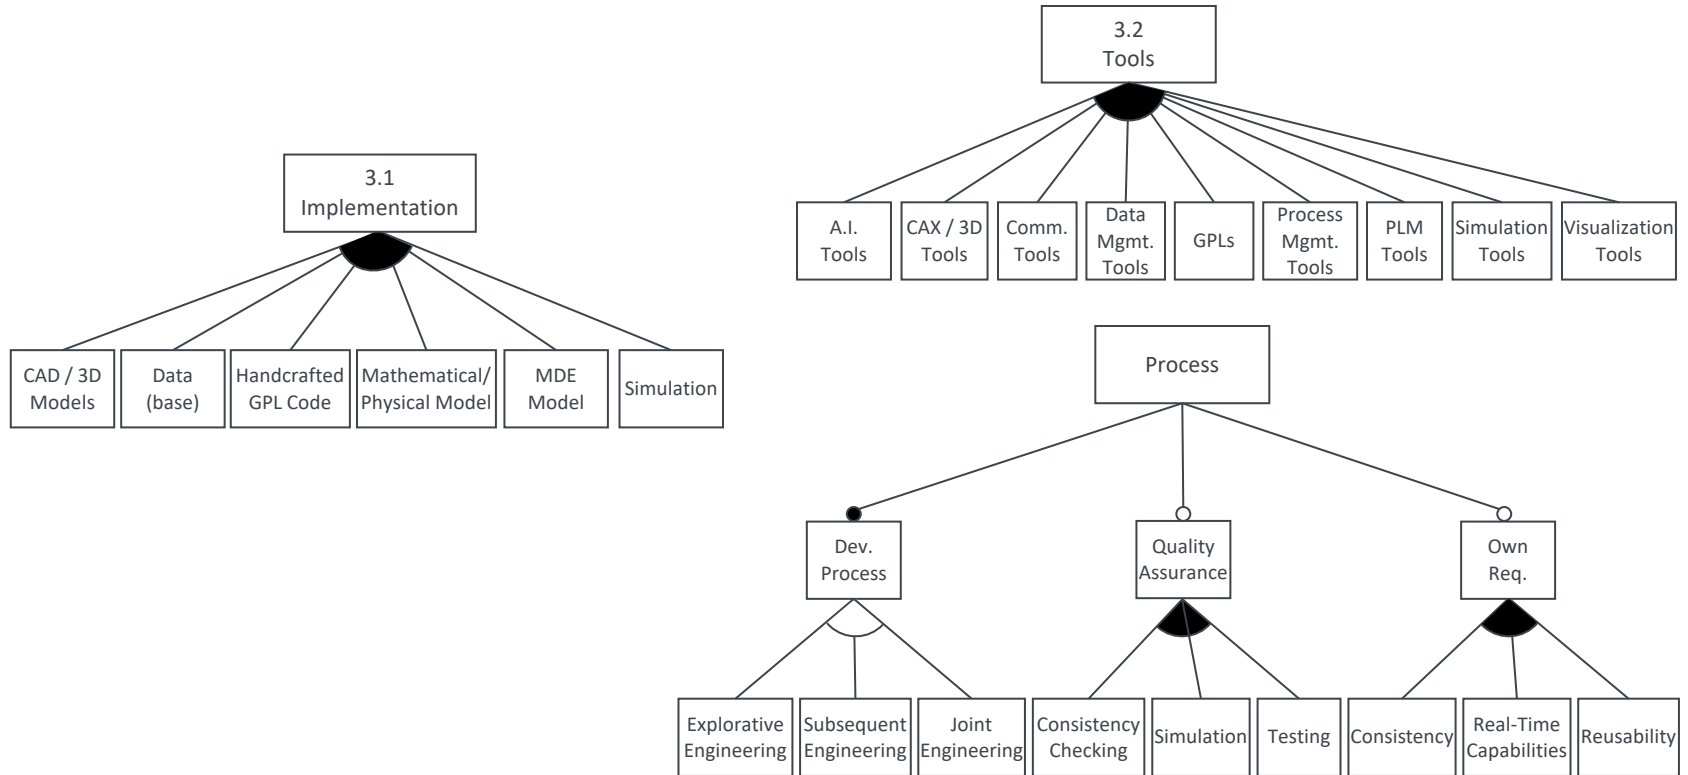 3.2
Tools
3.1
Implementation
A.I.
Tools
CAX / 3D
Tools
Comm.
Tools
Data
Mgmt.
Tools
GPLs
Process
Mgmt.
Tools
PLM
Tools
Simulation
Tools
Visualization
Tools
CAD / 3D
Models
Data
(base)
Handcrafted
GPL Code
Mathematical/
Physical Model
MDE
Model
Simulation
Process
Dev.
Process
Quality
Assurance
Own
Req.
Explorative
Engineering
Subsequent
Engineering
Joint
Engineering
Consistency
Checking
Simulation
Testing
Consistency
Real-Time
Capabilities
Reusability